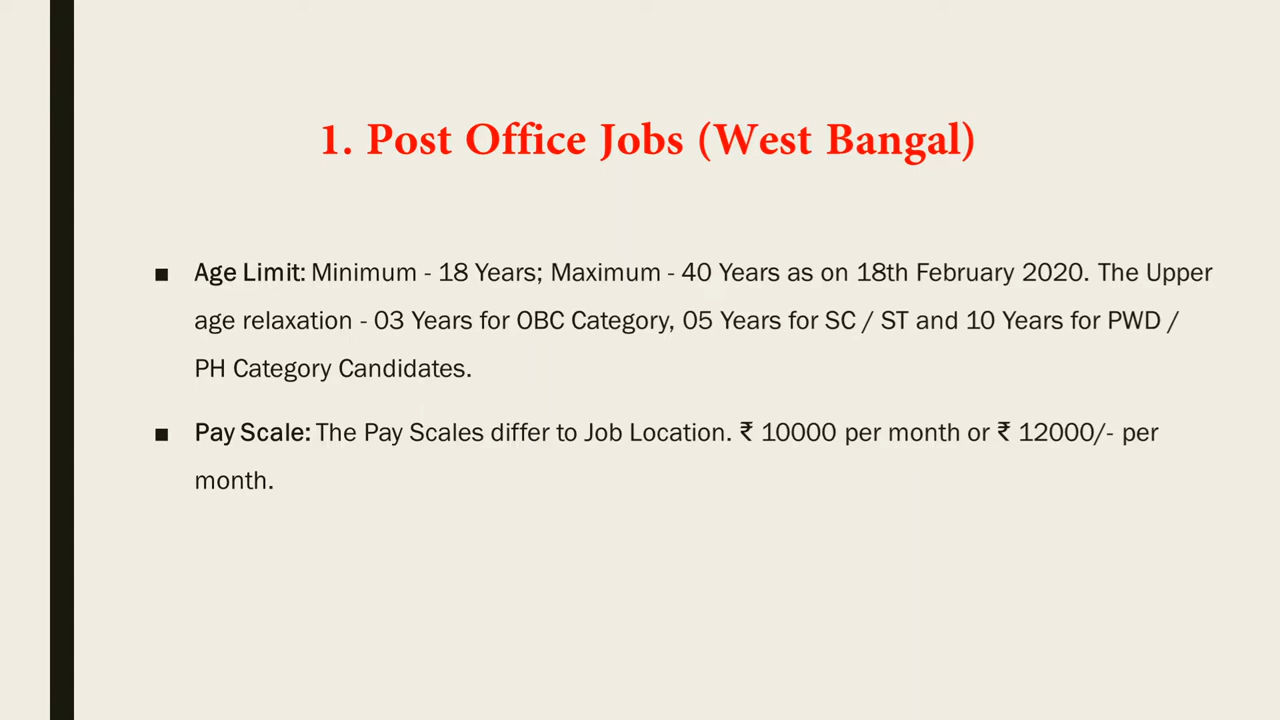 1. Post Office Jobs (West Bangal)
■ Age Limit: Minimum - 18 Years; Maximum - 40 Years as on 18th February 2020. The Upper
age relaxation - 03 Years for OBC Category, 05 Years for SC / ST and 10 Years for PWD /
PH Category Candidates.
■ Pay Scale: The Pay Scales differ to Job Location. ₹ 10000 per month or ₹ 12000/- per
month.